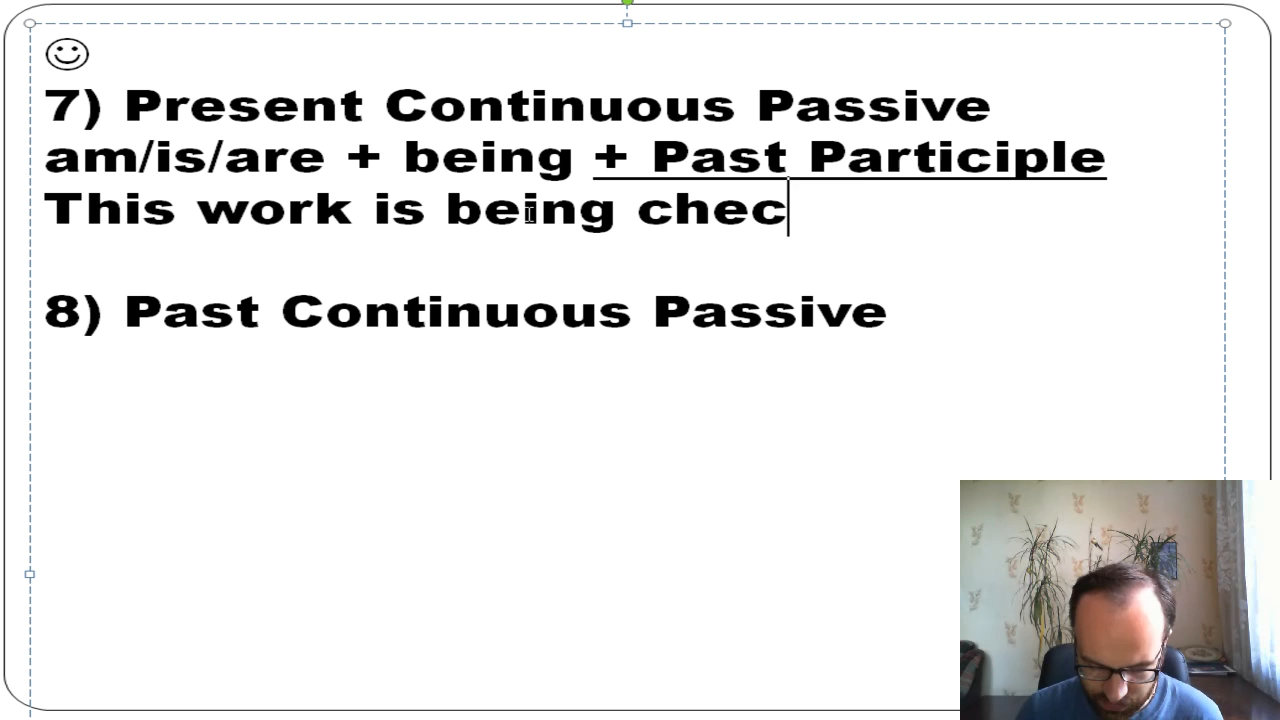 7) Present Continuous Passive
am/is/are + being + Past Participle
This work is being chec
8) Past Continuous Passive